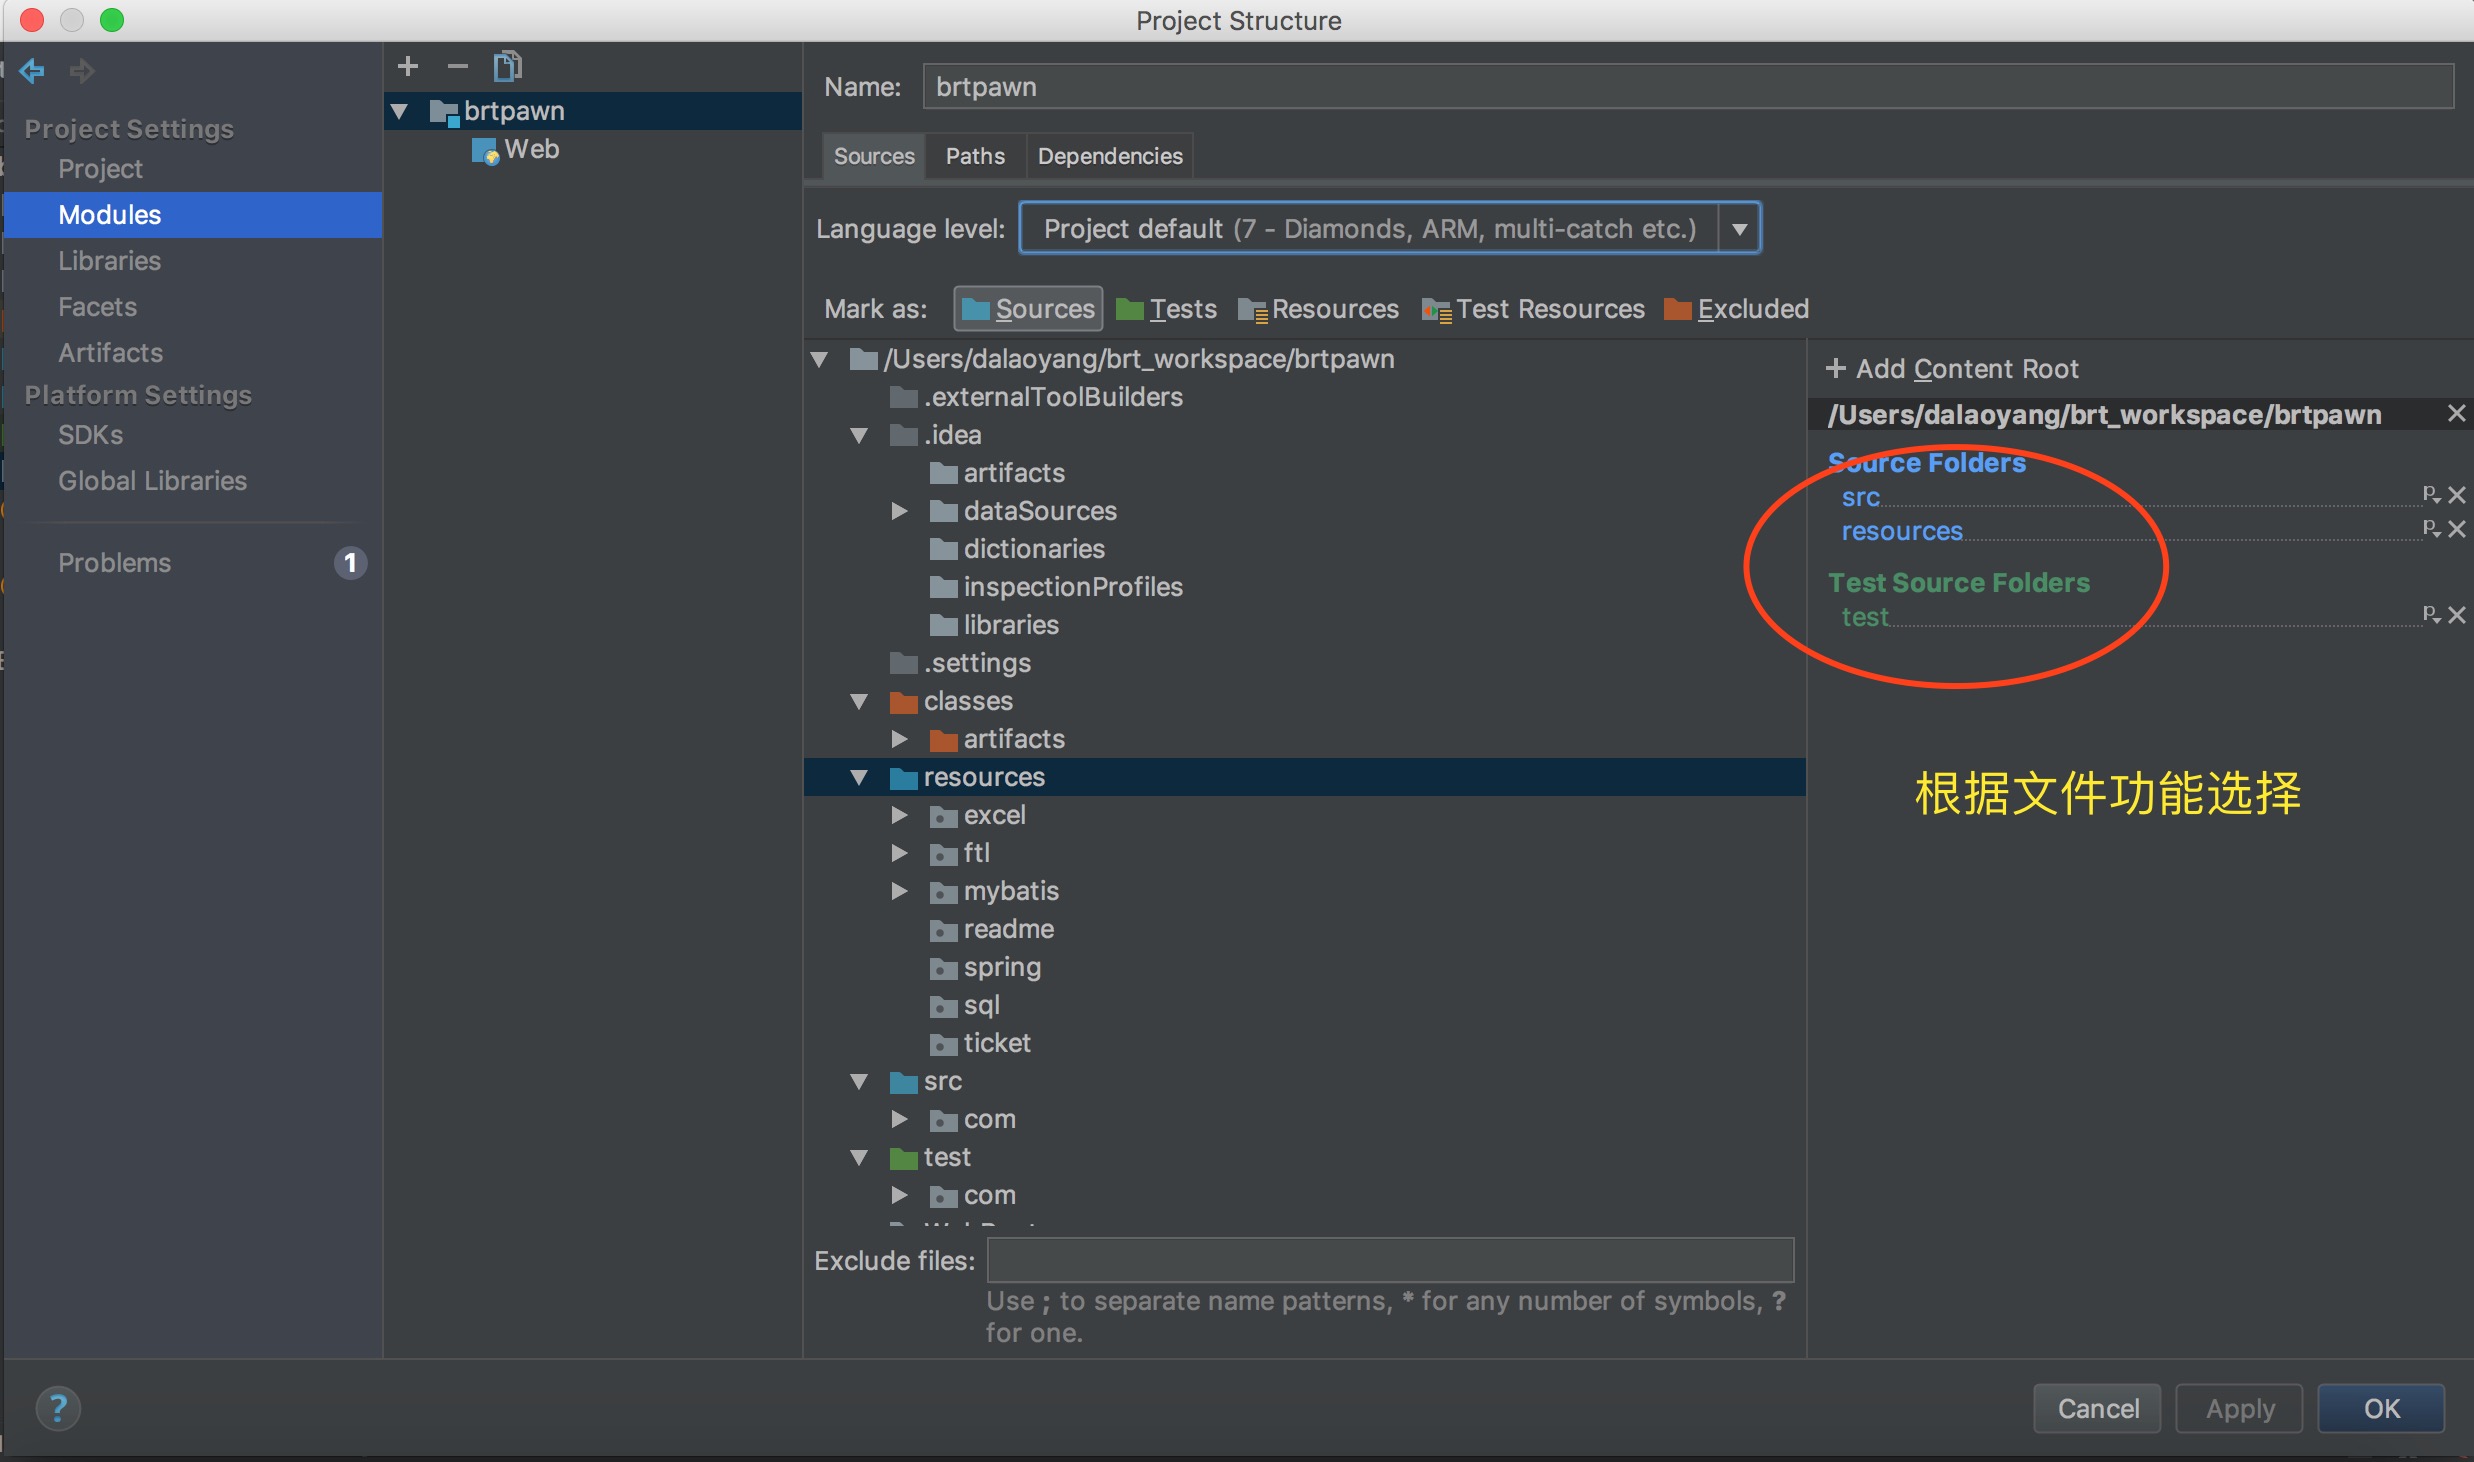 Project Structure
Project Settings
Project
Modules
Libraries
Facets
Artifacts
Platform Settings
SDKs
Global Libraries
Problems
1
brtpawn
Web
Name: brtpawn
Sources Paths Dependencies
Language level: Project default (7 - Diamonds, ARM, multi-catch etc.)
Mark as: Sources Tests Resources Test Resources Excluded
/Users/dalaoyang/brt_workspace/brtpawn
.externalToolBuilders
.idea
artifacts
dataSources
dictionaries
inspectionProfiles
libraries
.settings
classes
artifacts
resources
excel
ftl
mybatis
readme
spring
sql
ticket
src
com
test
com
Exclude files:
Use ; to separate name patterns, * for any number of symbols, ?
for one.
Add Content Root
/Users/dalaoyang/brt_workspace/brtpawn
Source Folders
src
resources
Test Source Folders
test
根据文件功能选择
?
Cancel Apply OK